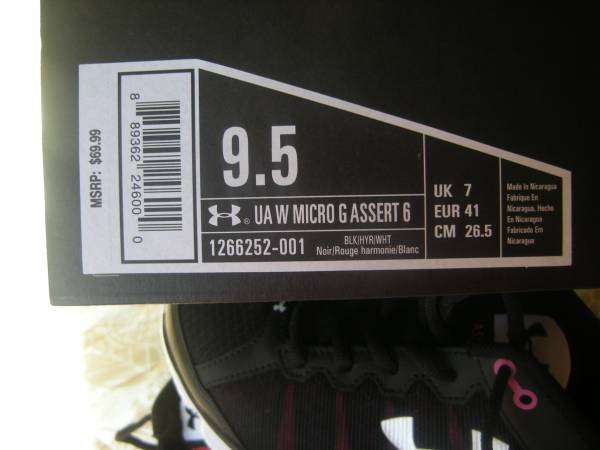 MSRP: $69.99
8 89362 24600 0
9.5
® UA W MICRO G ASSERT 6
1266252-001
BLK/HYR/WHT
Noir/Rouge harmonie/Blanc
UK 7
EUR 41
CM 26.5
Made In Nicaragua
Fabrique En
Nicaragua, Hecho
En Nicaragua
Fabricado Em
Nicaragua